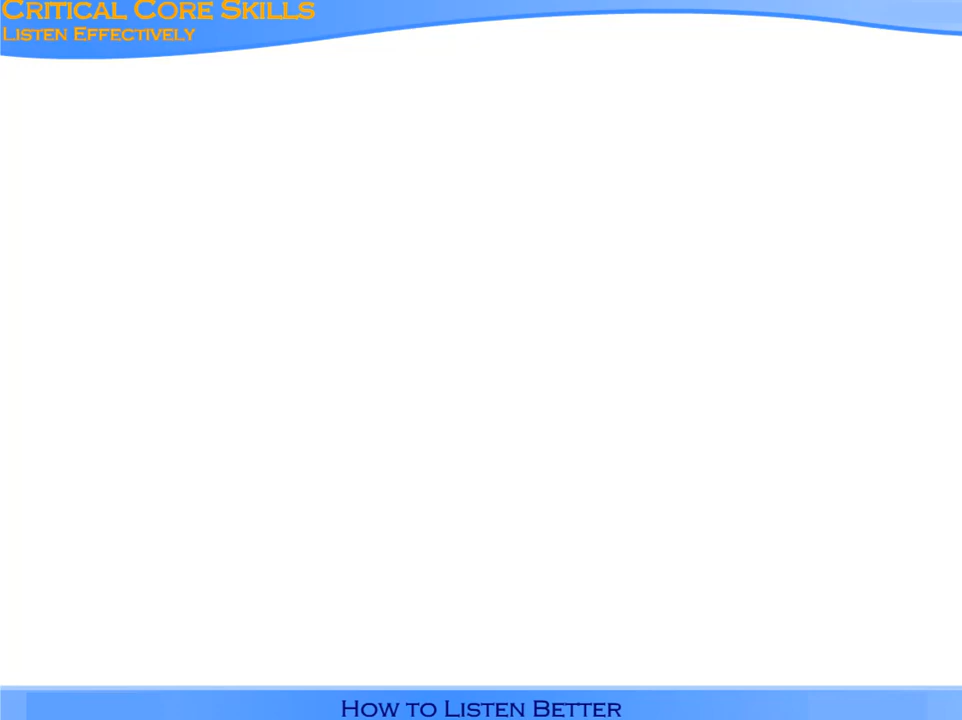 Critical Core Skills
Listen Effectively
How to Listen Better